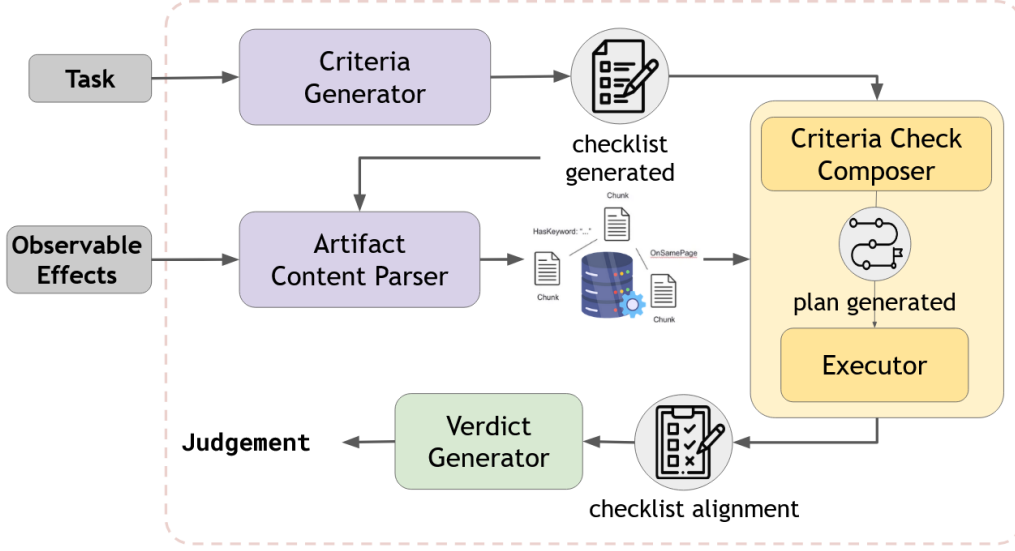 Task
Criteria
Generator
checklist
generated
Criteria Check
Composer
Observable
Effects
Artifact
Content Parser
Chunk
HasKeyword: "..."
OnSamePage
Chunk
Chunk
plan generated
Executor
Judgement
Verdict
Generator
checklist alignment